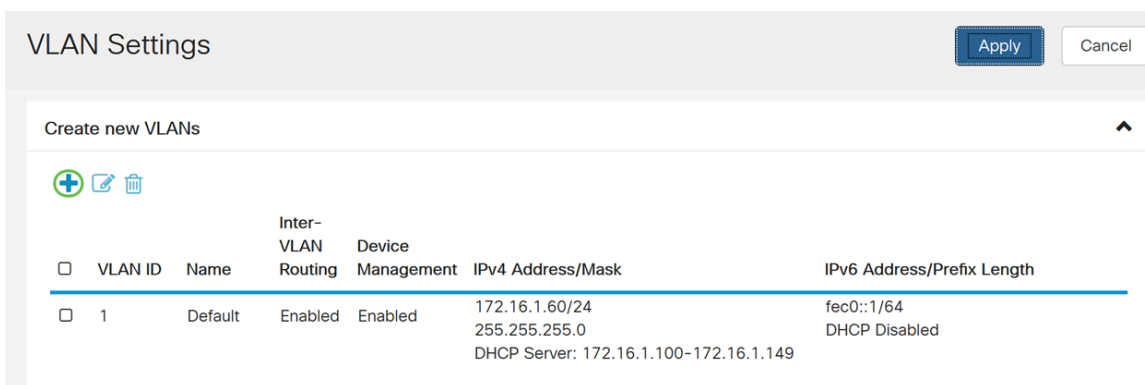 VLAN Settings
Apply
Cancel
Create new VLANs
Inter-
VLAN Device
VLAN ID Name Routing Management IPv4 Address/Mask IPv6 Address/Prefix Length
1 Default Enabled Enabled 172.16.1.60/24 fec0::1/64
255.255.255.0 DHCP Disabled
DHCP Server: 172.16.1.100-172.16.1.149